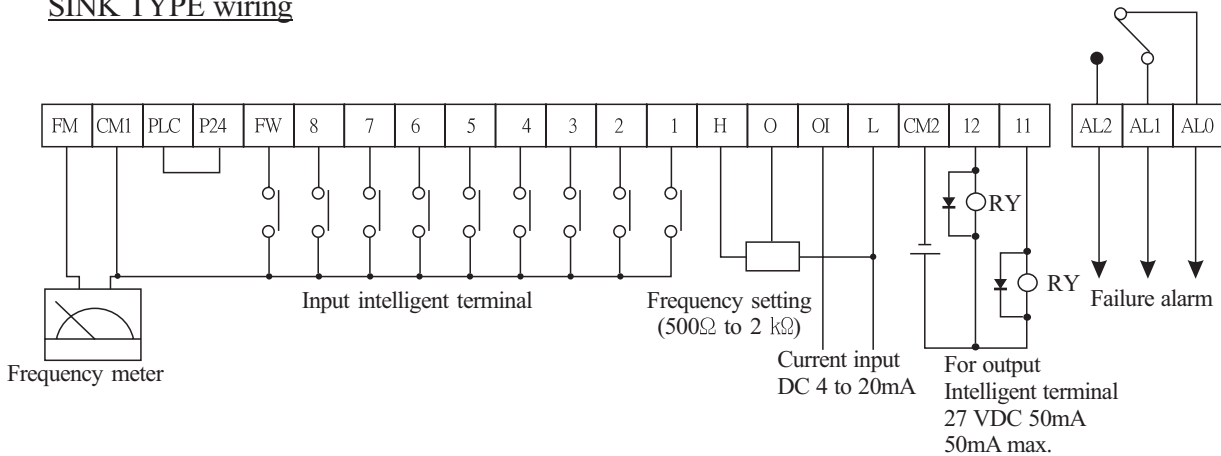 SINK TYPE wiring
FM CM1 PLC P24 FW 8 7 6 5 4 3 2 1 H O OI L CM2 12 11 AL2 AL1 AL0
RY
RY
Input intelligent terminal
Frequency setting
(500Ω to 2 kΩ)
Failure alarm
Frequency meter
Current input
DC 4 to 20mA
For output
Intelligent terminal
27 VDC 50mA
50mA max.